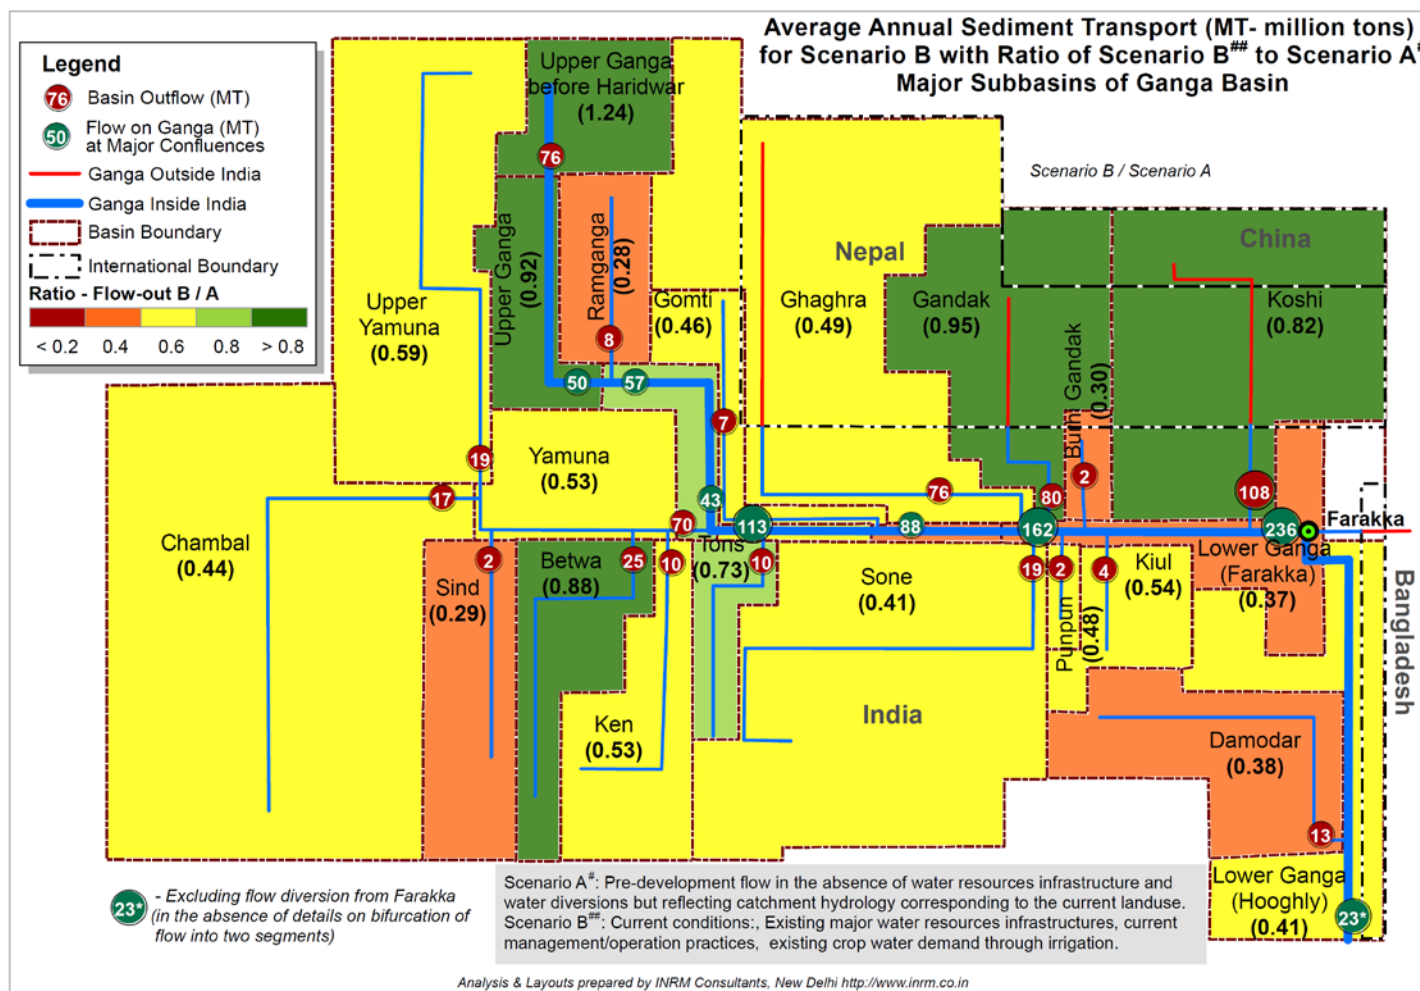 Average Annual Sediment Transport (MT- million tons)
for Scenario B with Ratio of Scenario B## to Scenario A#
Major Subbasins of Ganga Basin
Legend
76 Basin Outflow (MT)
50 Flow on Ganga (MT)
at Major Confluences
Ganga Outside India
Ganga Inside India
Basin Boundary
International Boundary
Ratio - Flow-out B / A
< 0.2 0.4 0.6 0.8 > 0.8
Upper Ganga
before Haridwar
(1.24)
76
Scenario B / Scenario A
Upper Ganga
(0.92)
Ramganga
(0.28)
8
Upper
Yamuna
(0.59)
Gomti
(0.46)
Nepal
Ghaghra
(0.49)
Gandak
(0.95)
China
Koshi
(0.82)
Burhi Gandak
(0.30)
50
57
7
19
17
Yamuna
(0.53)
43
70
113
76
88
80
2
162
108
236
Farakka
Chambal
(0.44)
2
Sind
(0.29)
Betwa
(0.88)
25
10
Tons
(0.73)
10
Sone
(0.41)
19
2
Punpun
(0.48)
4
Kiul
(0.54)
Lower Ganga
(Farakka)
(0.37)
Bangladesh
Ken
(0.53)
India
Damodar
(0.38)
13
Lower Ganga
(Hooghly)
(0.41)
23*
23* - Excluding flow diversion from Farakka
(in the absence of details on bifurcation of
flow into two segments)
Scenario A#: Pre-development flow in the absence of water resources infrastructure and
water diversions but reflecting catchment hydrology corresponding to the current landuse.
Scenario B##: Current conditions:, Existing major water resources infrastructures, current
management/operation practices, existing crop water demand through irrigation.
Analysis & Layouts prepared by INRM Consultants, New Delhi http://www.inrm.co.in